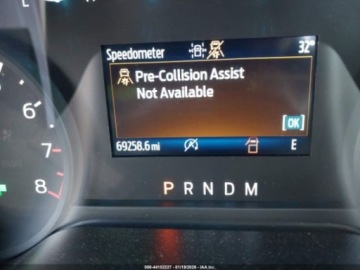 Speedometer 32°
Pre-Collision Assist
Not Available
[OK]
69258.6 mi E
P R N D M
6
7
8